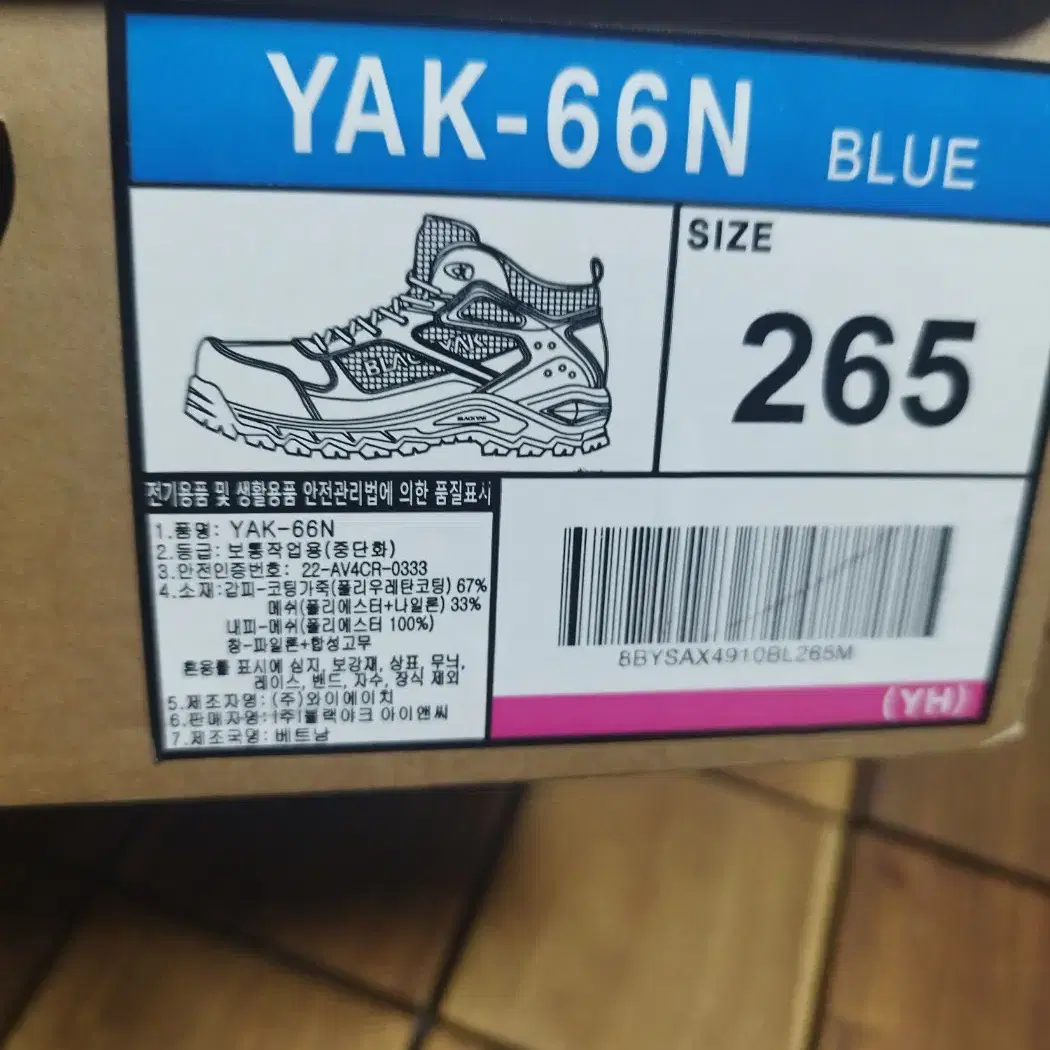 YAK-66N BLUE
SIZE
265
BLACKYAK
BLACKYAK
전기용품 및 생활용품 안전관리법에 의한 품질표시
1.품명: YAK-66N
2.등급: 보통작업용(중단화)
3.안전인증번호: 22-AV4CR-0333
4.소재:갑피-코팅가죽(폴리우레탄코팅) 67%
메쉬(폴리에스터+나일론) 33%
내피-메쉬(폴리에스터 100%)
창-파일론+합성고무
혼용률 표시에 심지, 보강재, 상표, 무늬,
레이스, 밴드, 자수, 장식 제외
5.제조자명: (주)와이에이치
6.판매자명: (주)블랙야크 아이앤씨
7.제조국명: 베트남
8BYSAX4910BL265M
(YH)